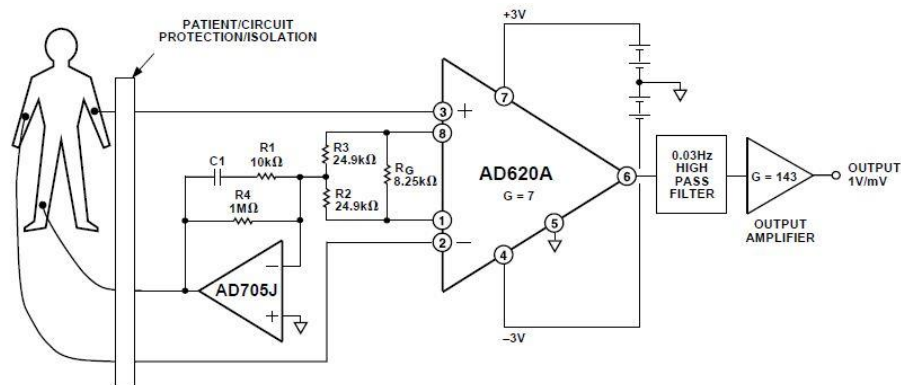 PATIENT/CIRCUIT
PROTECTION/ISOLATION
+3V
R1
10kΩ
C1
R3
24.9kΩ
R4
1MΩ
R2
24.9kΩ
RG
8.25kΩ
3
+
8
1
2
−
7
AD620A
G = 7
6
5
4
0.03Hz
HIGH
PASS
FILTER
G = 143
OUTPUT
1V/mV
OUTPUT
AMPLIFIER
−
AD705J
+
−3V